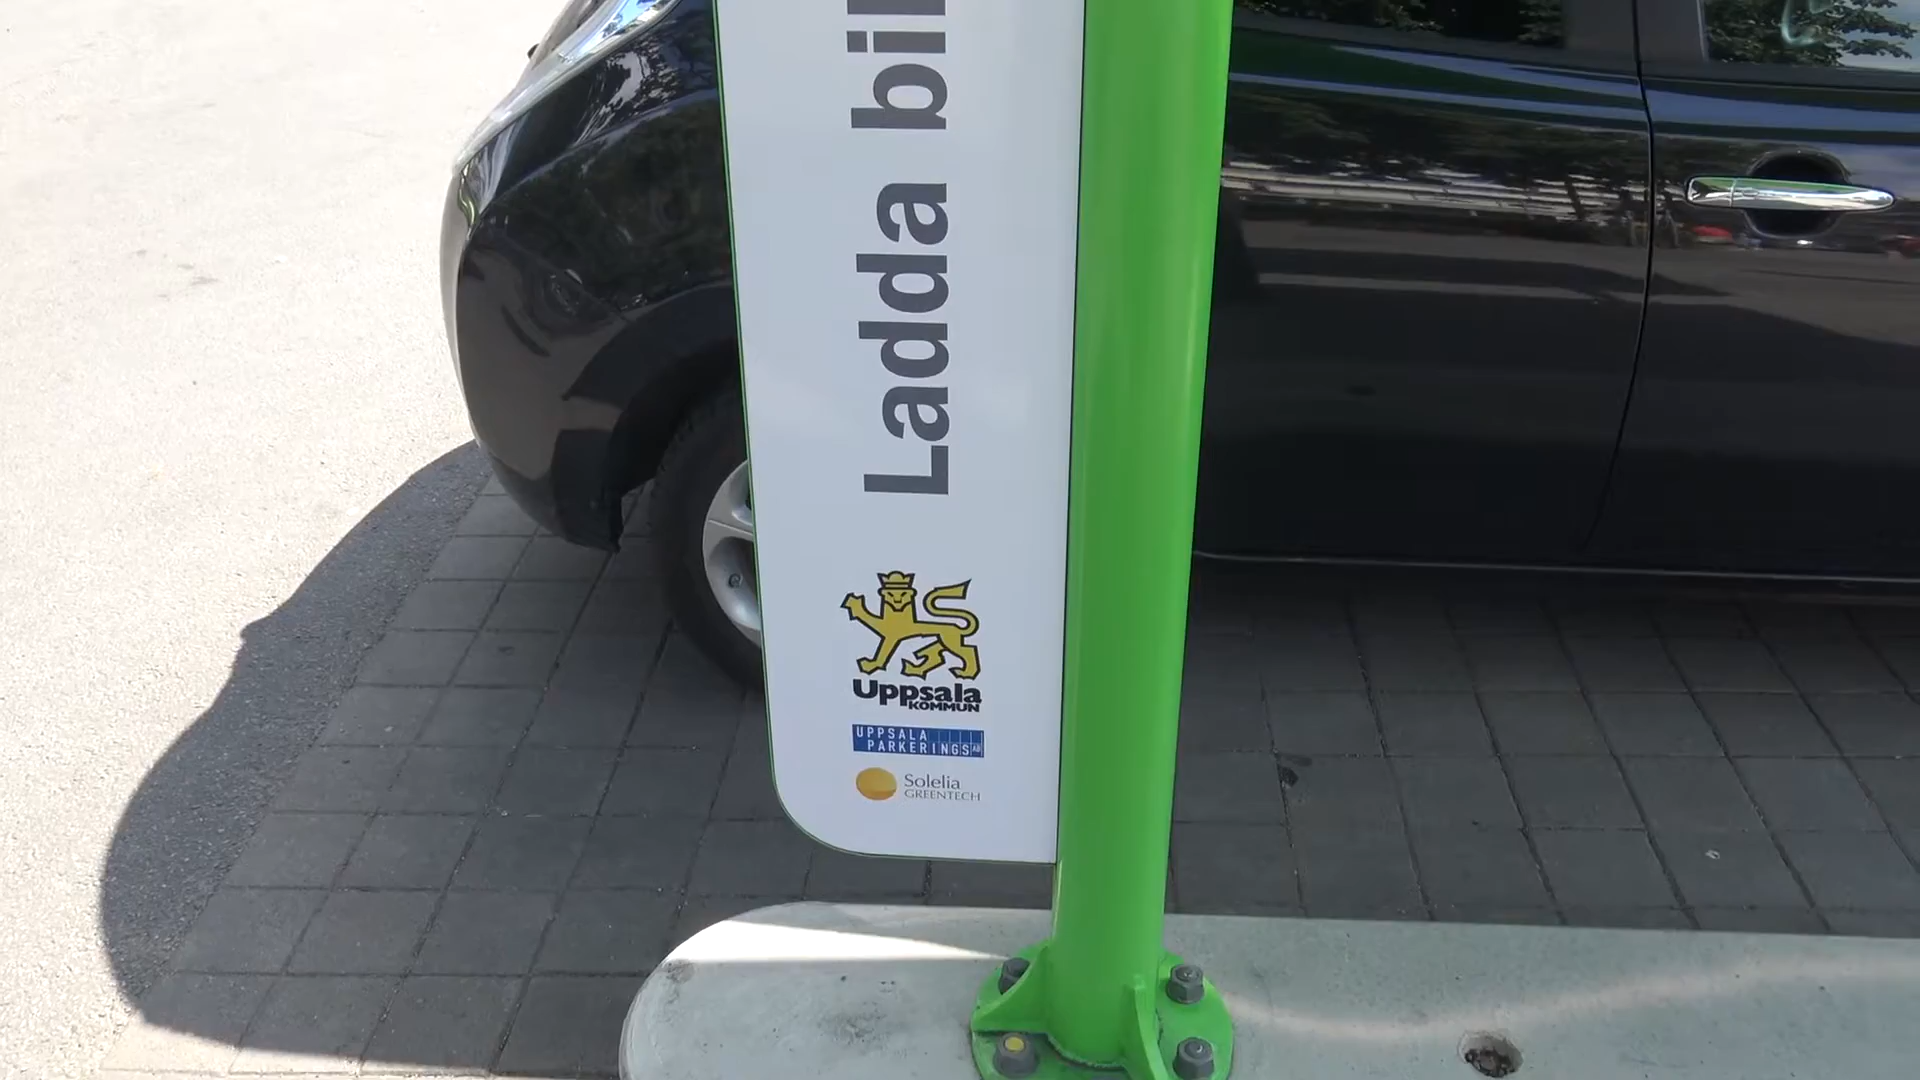 Ladda bil
Uppsala
KOMMUN
UPPSALA
PARKERINGS AB
Solelia
GREENTECH